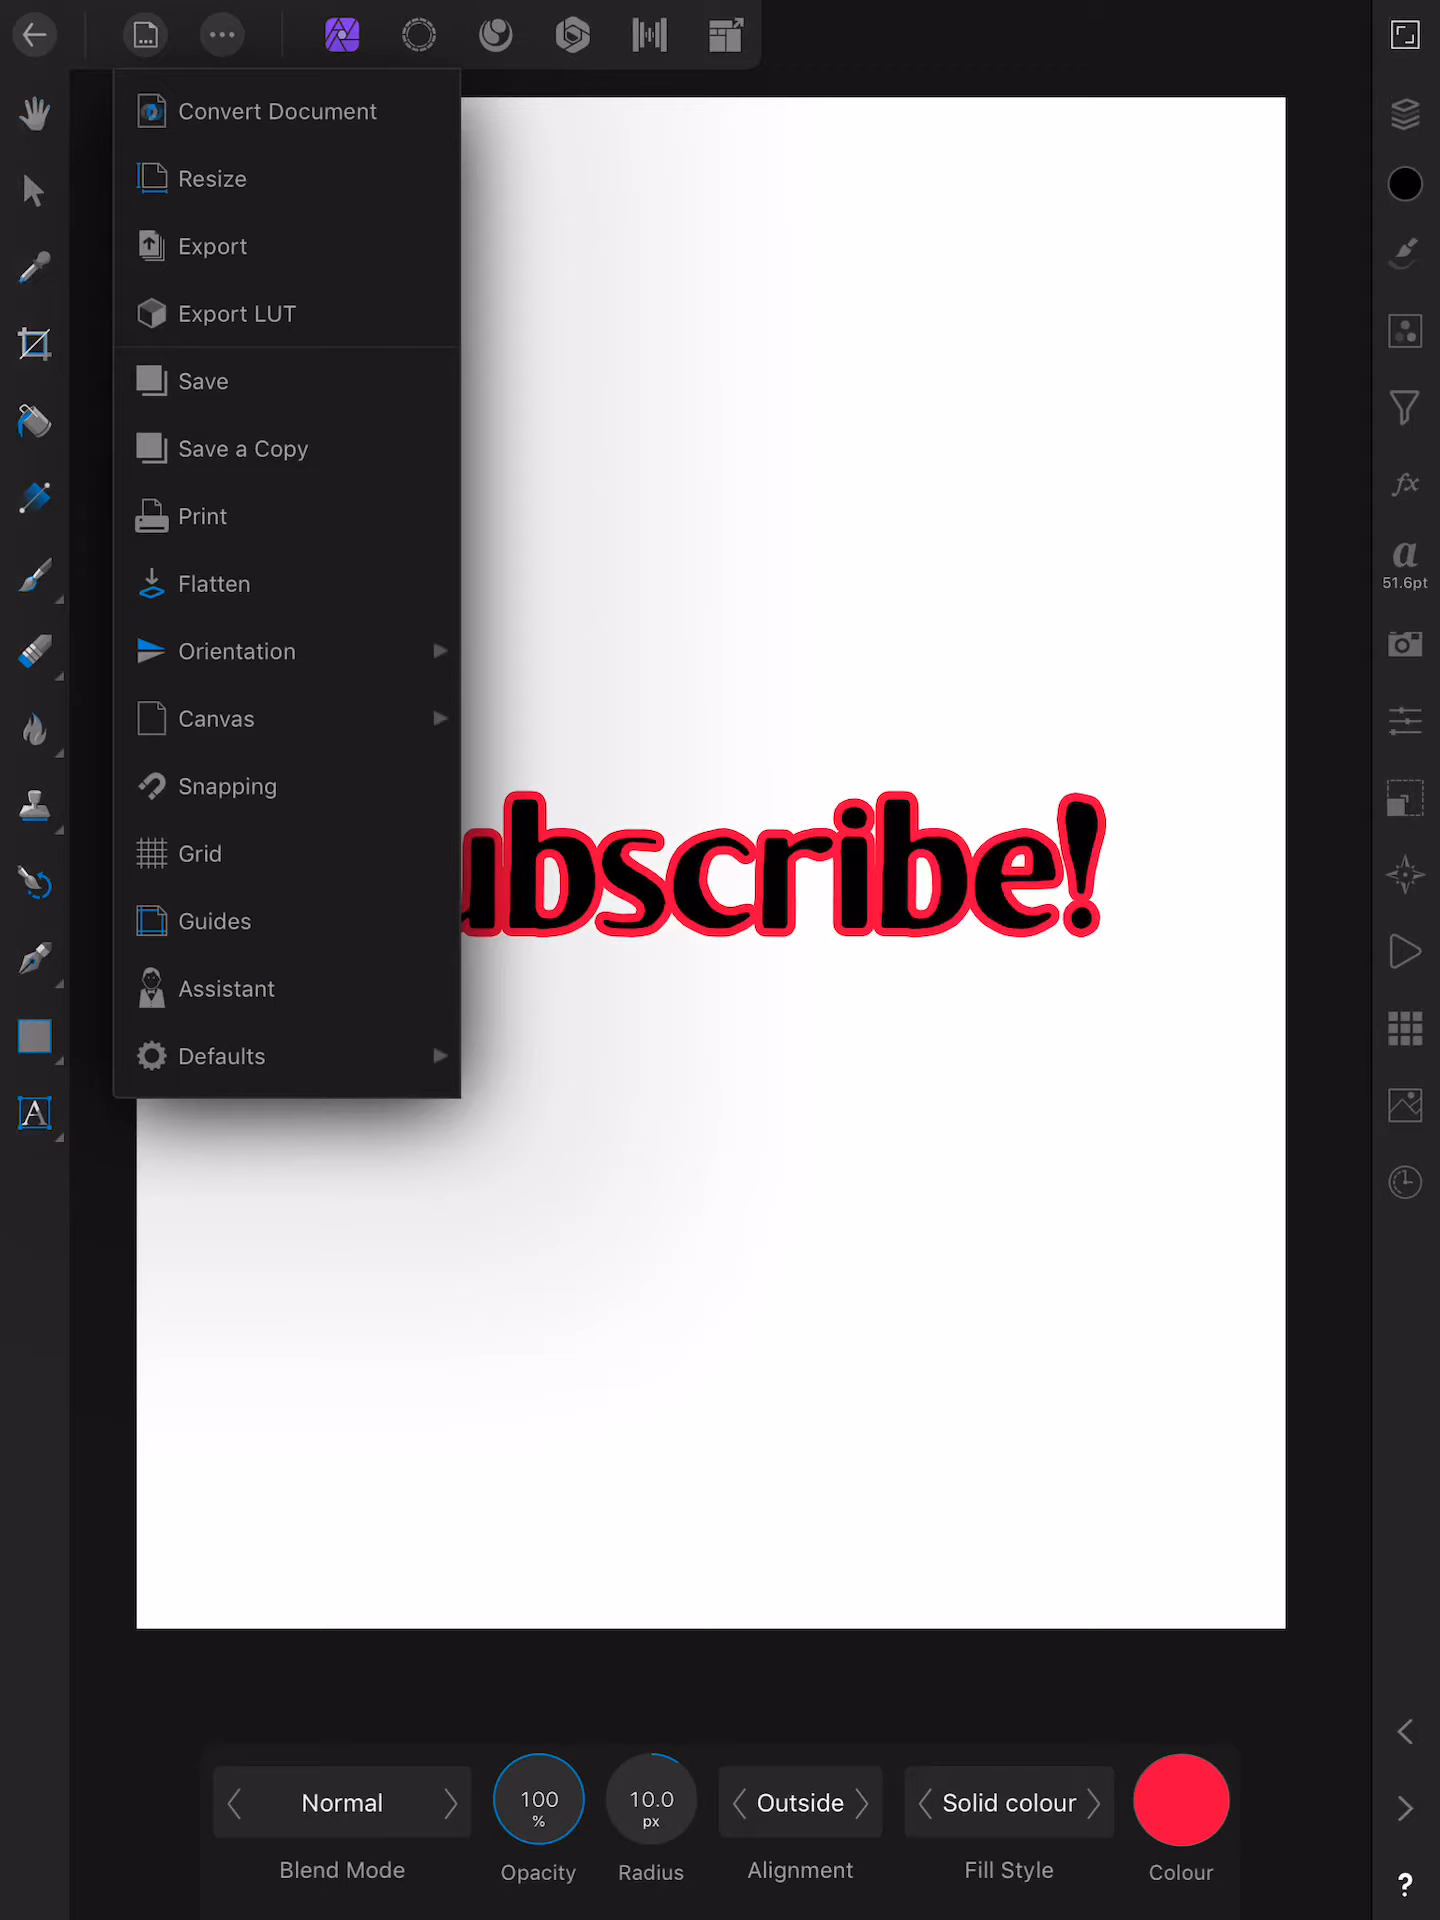 Convert Document
Resize
Export
Export LUT
Save
Save a Copy
Print
Flatten
Orientation
Canvas
Snapping
Grid
Guides
Assistant
Defaults
ubscribe!
fx
a
51.6pt
A
Normal
100
%
10.0
px
Outside
Solid colour
Blend Mode
Opacity
Radius
Alignment
Fill Style
Colour
?